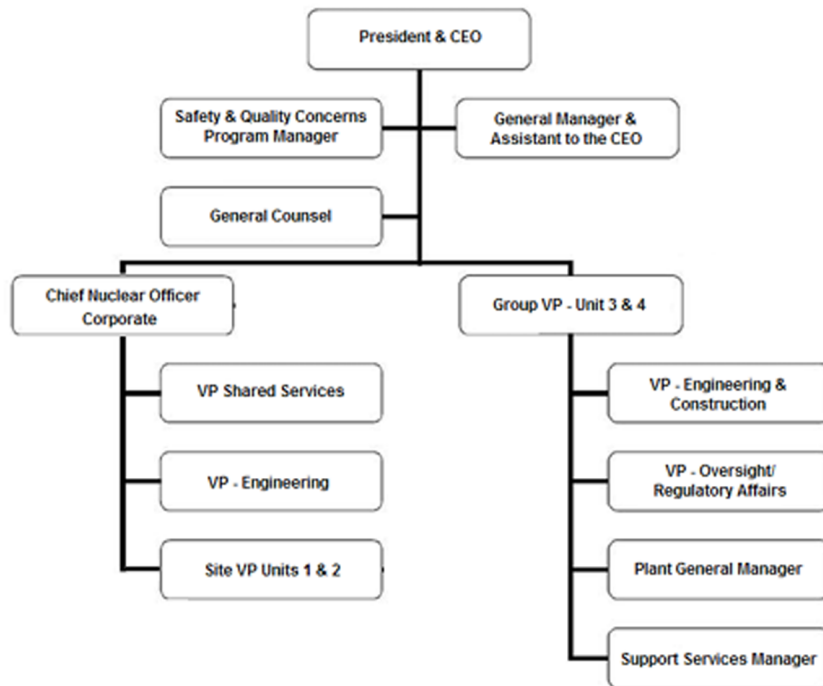 President & CEO
Safety & Quality Concerns
Program Manager
General Manager &
Assistant to the CEO
General Counsel
Chief Nuclear Officer
Corporate
Group VP - Unit 3 & 4
VP Shared Services
VP - Engineering &
Construction
VP - Engineering
VP - Oversight/
Regulatory Affairs
Site VP Units 1 & 2
Plant General Manager
Support Services Manager